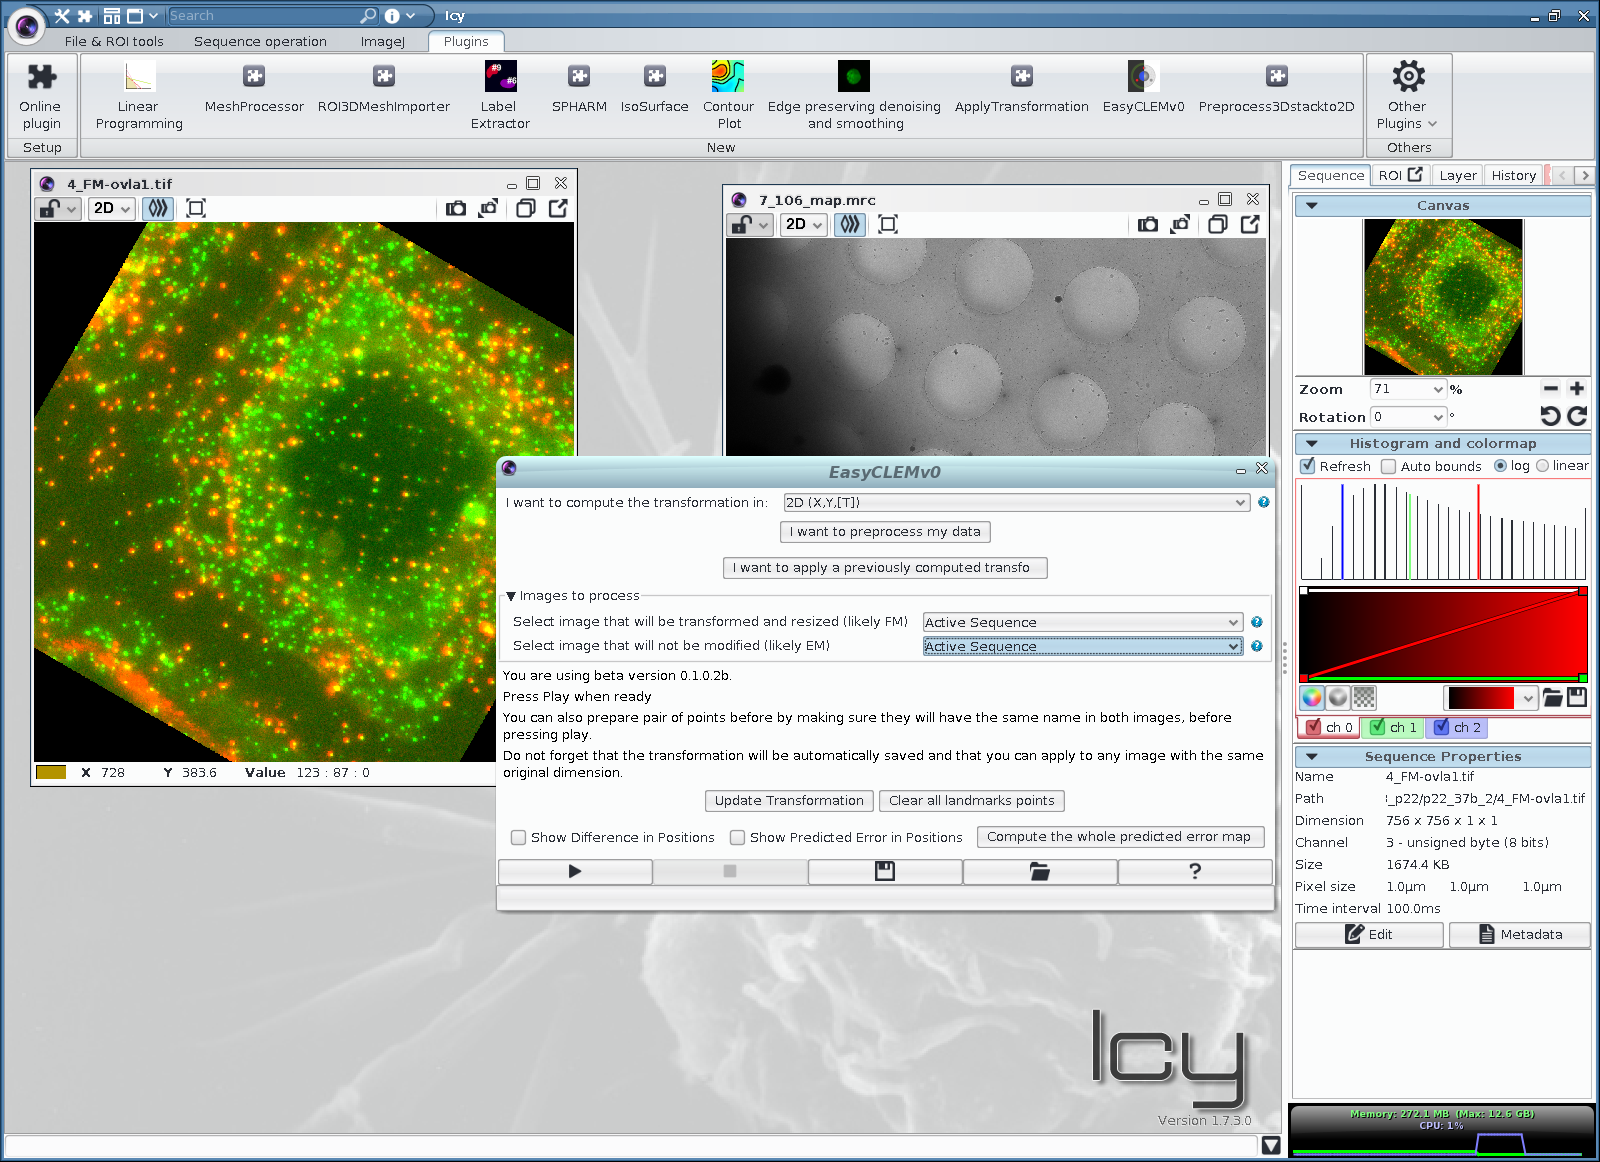 Search
Icy
File & ROI tools
Sequence operation
ImageJ
Plugins
Online plugin
Setup
Linear Programming
MeshProcessor
ROI3DMeshImporter
#9
#6
Label Extractor
SPHARM
IsoSurface
Contour Plot
Edge preserving denoising and smoothing
ApplyTransformation
EasyCLEMv0
Preprocess3Dstackto2D
New
Other Plugins
Others
4_FM-ovla1.tif
2D
X 728 Y 383.6 Value 123 : 87 : 0
7_106_map.mrc
2D
EasyCLEMv0
I want to compute the transformation in: 2D (X,Y,[T])
I want to preprocess my data
I want to apply a previously computed transfo
Images to process
Select image that will be transformed and resized (likely FM) Active Sequence
Select image that will not be modified (likely EM) Active Sequence
You are using beta version 0.1.0.2b.
Press Play when ready
You can also prepare pair of points before by making sure they will have the same name in both images, before
pressing play.
Do not forget that the transformation will be automatically saved and that you can apply to any image with the same
original dimension.
Update Transformation
Clear all landmarks points
Show Difference in Positions
Show Predicted Error in Positions
Compute the whole predicted error map
?
Icy
Version 1.7.3.0
Sequence
ROI
Layer
History
Canvas
Zoom 71 %
Rotation 0 °
Histogram and colormap
Refresh
Auto bounds
log
linear
ch 0
ch 1
ch 2
Sequence Properties
Name 4_FM-ovla1.tif
Path _p22/p22_37b_2/4_FM-ovla1.tif
Dimension 756 x 756 x 1 x 1
Channel 3 - unsigned byte (8 bits)
Size 1674.4 KB
Pixel size 1.0µm 1.0µm 1.0µm
Time interval 100.0ms
Edit
Metadata
Memory: 272.1 MB (Max: 12.6 GB)
CPU: 1%